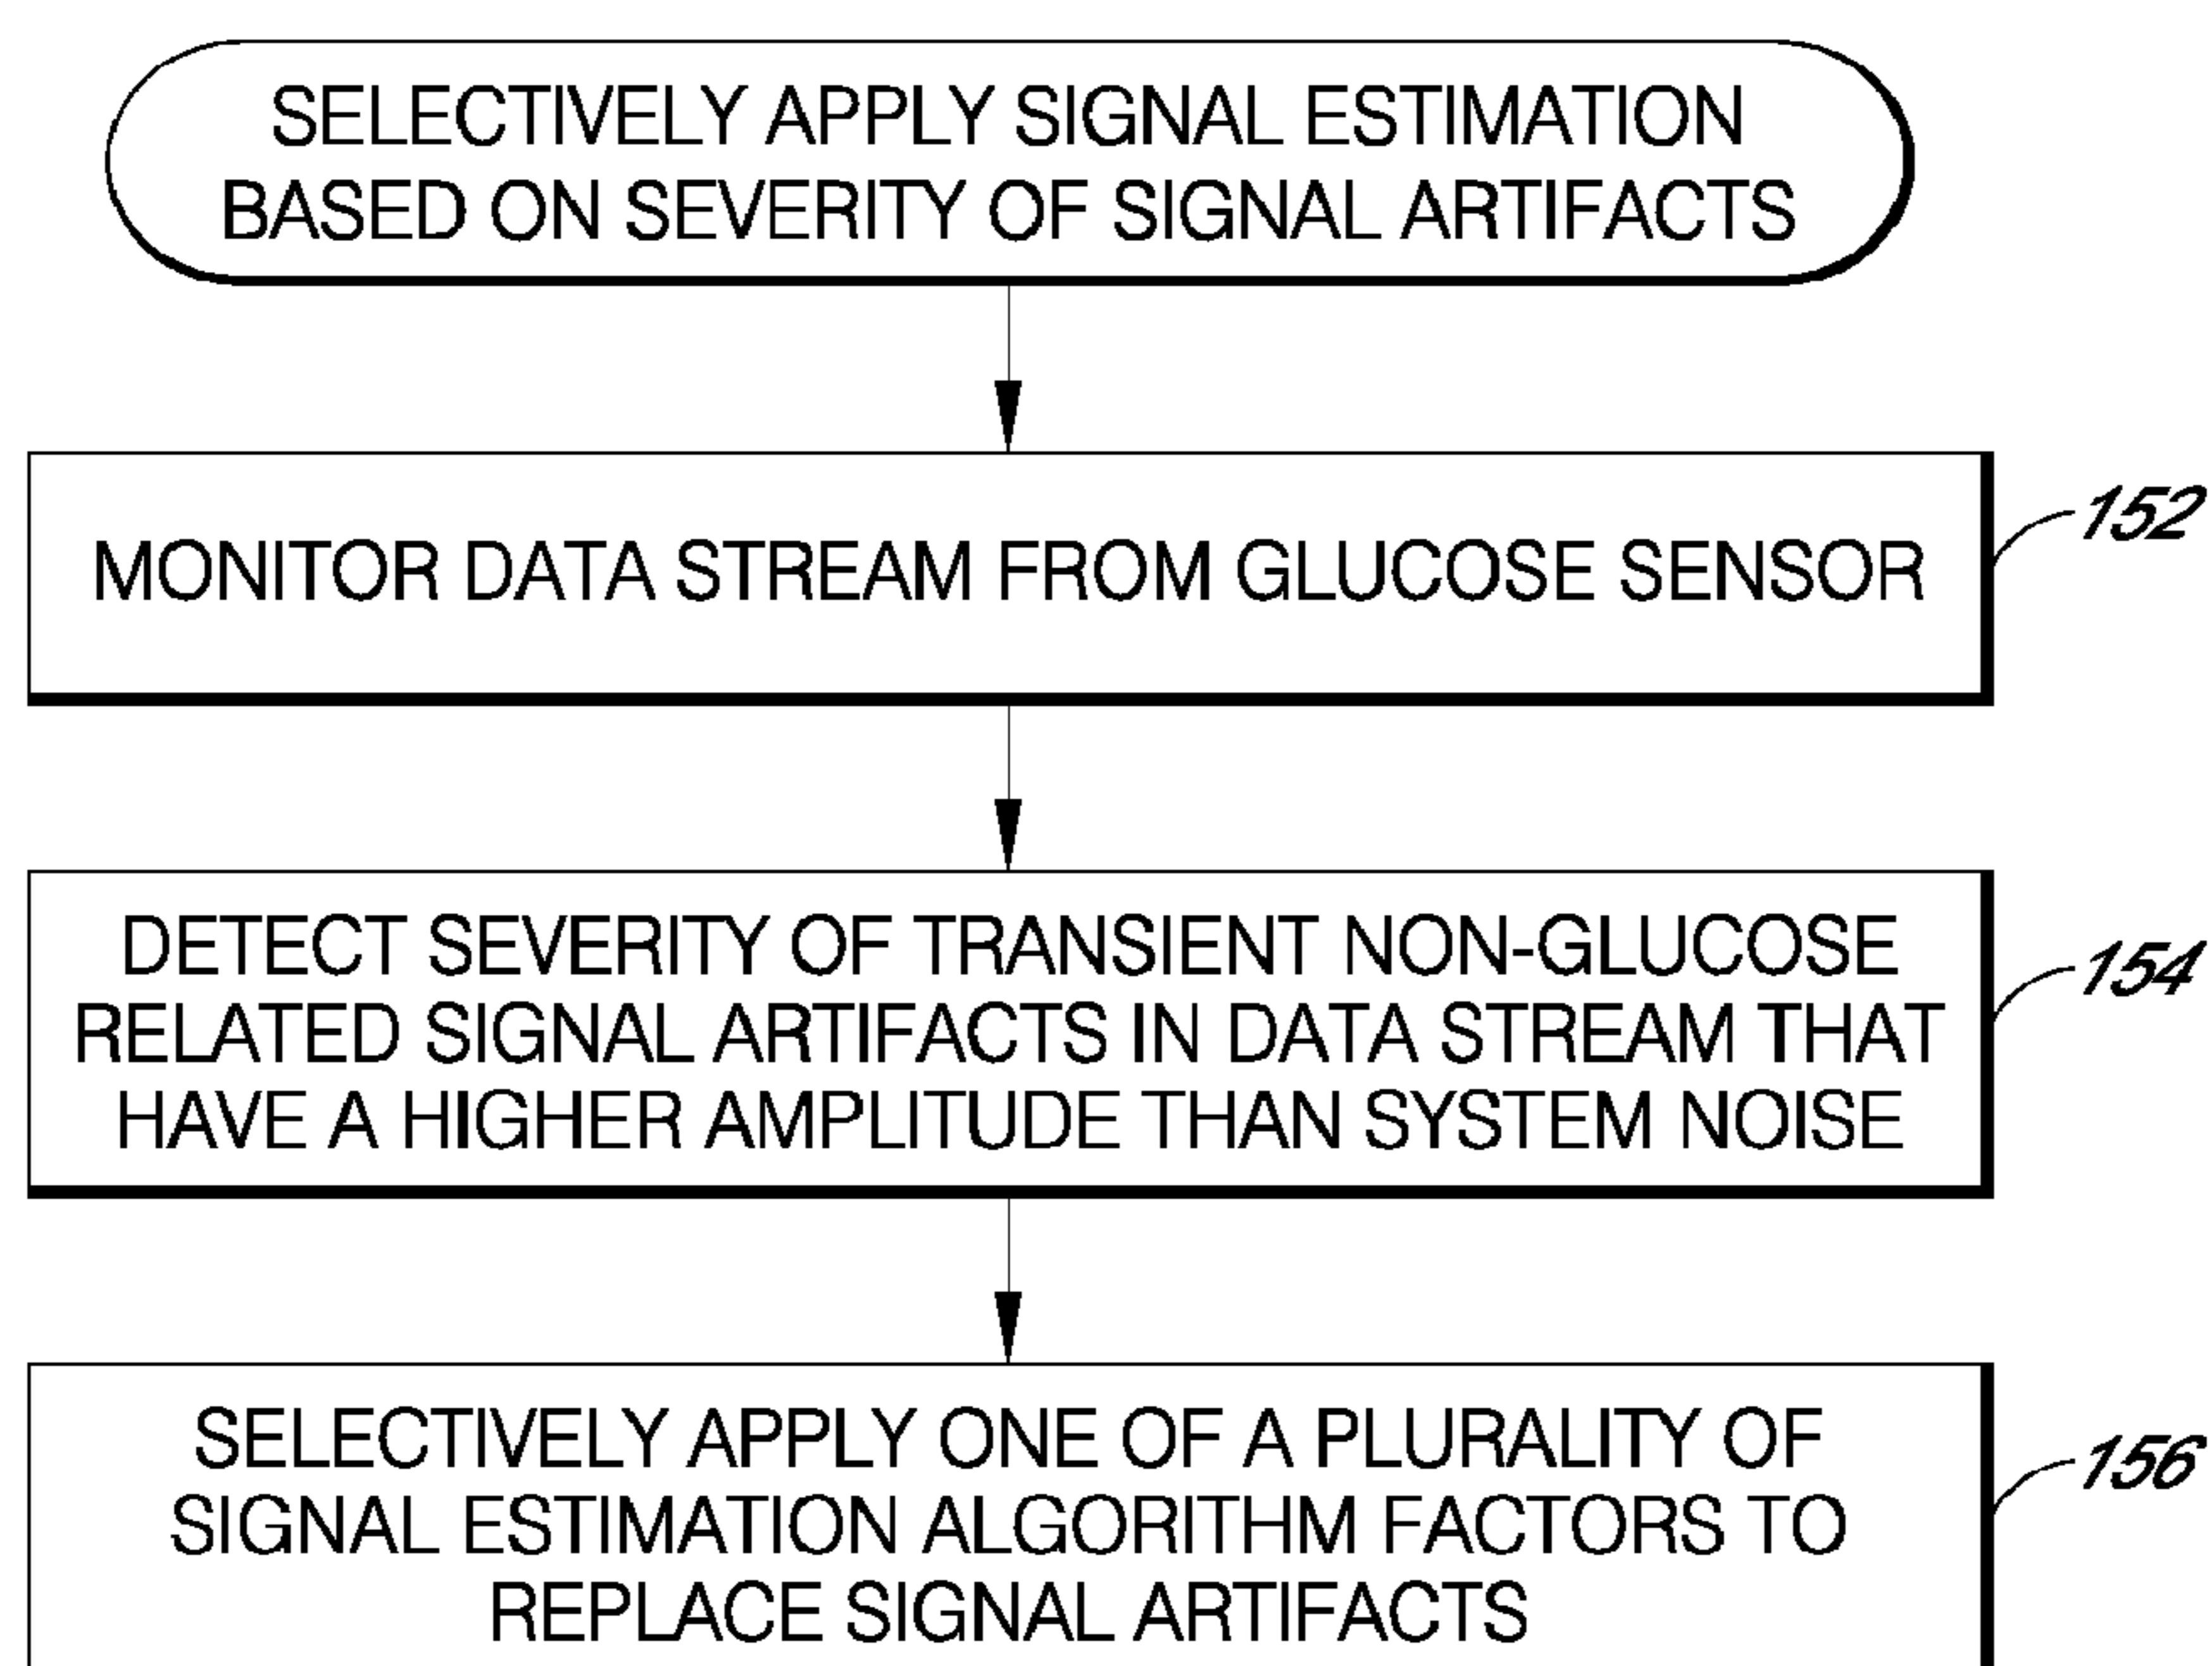 SELECTIVELY APPLY SIGNAL ESTIMATION
BASED ON SEVERITY OF SIGNAL ARTIFACTS
MONITOR DATA STREAM FROM GLUCOSE SENSOR
152
DETECT SEVERITY OF TRANSIENT NON-GLUCOSE
RELATED SIGNAL ARTIFACTS IN DATA STREAM THAT
HAVE A HIGHER AMPLITUDE THAN SYSTEM NOISE
154
SELECTIVELY APPLY ONE OF A PLURALITY OF
SIGNAL ESTIMATION ALGORITHM FACTORS TO
REPLACE SIGNAL ARTIFACTS
156